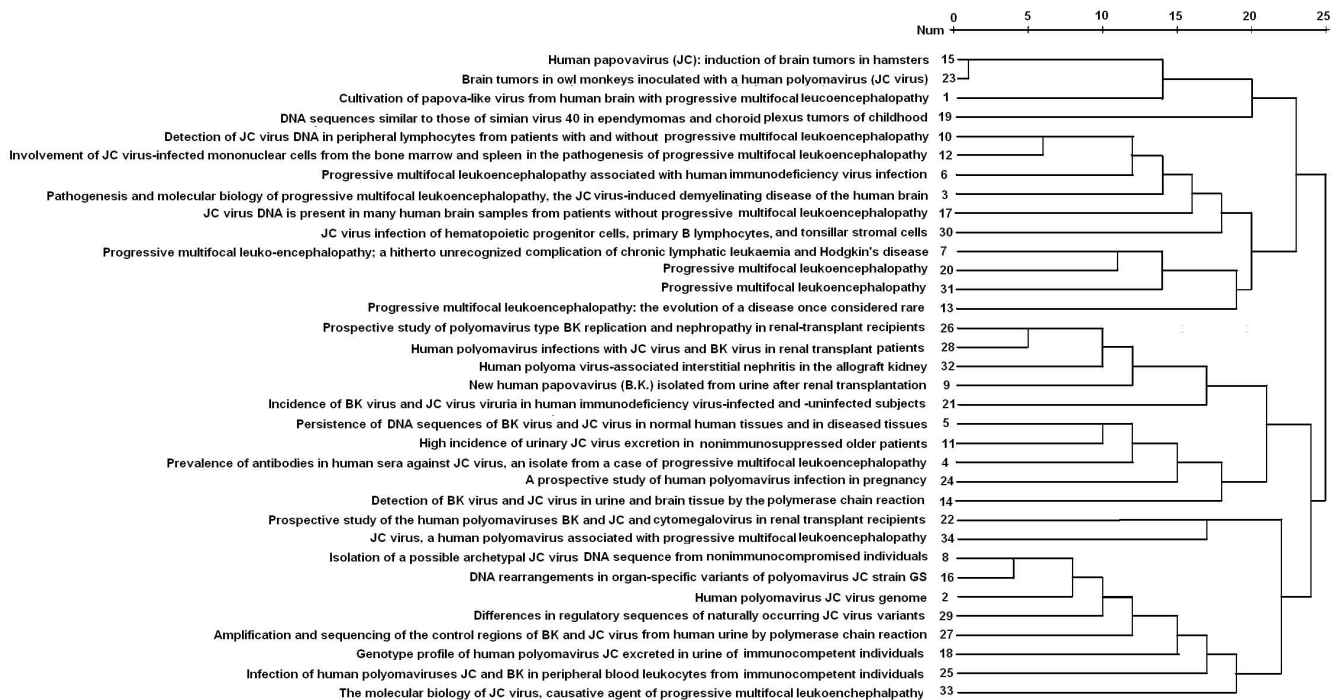 0 5 10 15 20 25
Num
Human papovavirus (JC): induction of brain tumors in hamsters 15
Brain tumors in owl monkeys inoculated with a human polyomavirus (JC virus) 23
Cultivation of papova-like virus from human brain with progressive multifocal leucoencephalopathy 1
DNA sequences similar to those of simian virus 40 in ependymomas and choroid plexus tumors of childhood 19
Detection of JC virus DNA in peripheral lymphocytes from patients with and without progressive multifocal leukoencephalopathy 10
Involvement of JC virus-infected mononuclear cells from the bone marrow and spleen in the pathogenesis of progressive multifocal leukoencephalopathy 12
Progressive multifocal leukoencephalopathy associated with human immunodeficiency virus infection 6
Pathogenesis and molecular biology of progressive multifocal leukoencephalopathy, the JC virus-induced demyelinating disease of the human brain 3
JC virus DNA is present in many human brain samples from patients without progressive multifocal leukoencephalopathy 17
JC virus infection of hematopoietic progenitor cells, primary B lymphocytes, and tonsillar stromal cells 30
Progressive multifocal leuko-encephalopathy; a hitherto unrecognized complication of chronic lymphatic leukaemia and Hodgkin's disease 7
Progressive multifocal leukoencephalopathy 20
Progressive multifocal leukoencephalopathy 31
Progressive multifocal leukoencephalopathy: the evolution of a disease once considered rare 13
Prospective study of polyomavirus type BK replication and nephropathy in renal-transplant recipients 26
Human polyomavirus infections with JC virus and BK virus in renal transplant patients 28
Human polyoma virus-associated interstitial nephritis in the allograft kidney 32
New human papovavirus (B.K.) isolated from urine after renal transplantation 9
Incidence of BK virus and JC virus viruria in human immunodeficiency virus-infected and -uninfected subjects 21
Persistence of DNA sequences of BK virus and JC virus in normal human tissues and in diseased tissues 5
High incidence of urinary JC virus excretion in nonimmunosuppressed older patients 11
Prevalence of antibodies in human sera against JC virus, an isolate from a case of progressive multifocal leukoencephalopathy 4
A prospective study of human polyomavirus infection in pregnancy 24
Detection of BK virus and JC virus in urine and brain tissue by the polymerase chain reaction 14
Prospective study of the human polyomaviruses BK and JC and cytomegalovirus in renal transplant recipients 22
JC virus, a human polyomavirus associated with progressive multifocal leukoencephalopathy 34
Isolation of a possible archetypal JC virus DNA sequence from nonimmunocompromised individuals 8
DNA rearrangements in organ-specific variants of polyomavirus JC strain GS 16
Human polyomavirus JC virus genome 2
Differences in regulatory sequences of naturally occurring JC virus variants 29
Amplification and sequencing of the control regions of BK and JC virus from human urine by polymerase chain reaction 27
Genotype profile of human polyomavirus JC excreted in urine of immunocompetent individuals 18
Infection of human polyomaviruses JC and BK in peripheral blood leukocytes from immunocompetent individuals 25
The molecular biology of JC virus, causative agent of progressive multifocal leukoenchephalpathy 33